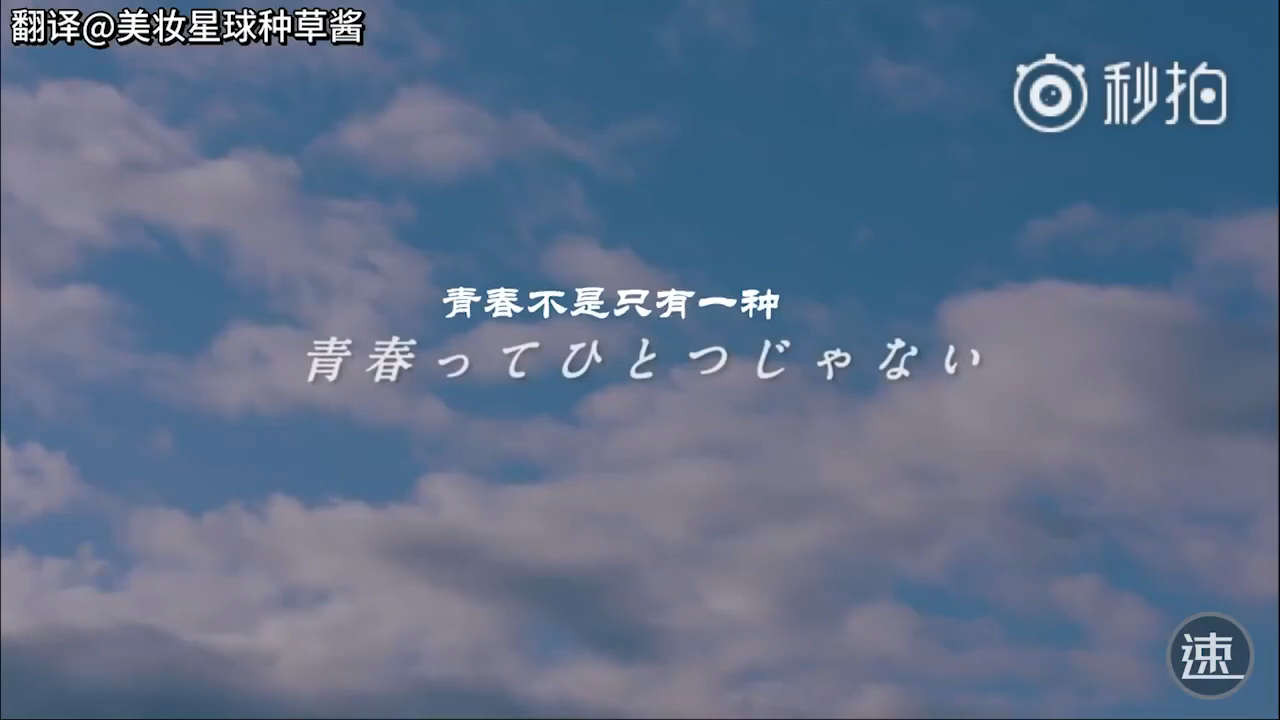 翻译@美妆星球种草酱
秒拍
青春不是只有一种
青春ってひとつじゃない
速